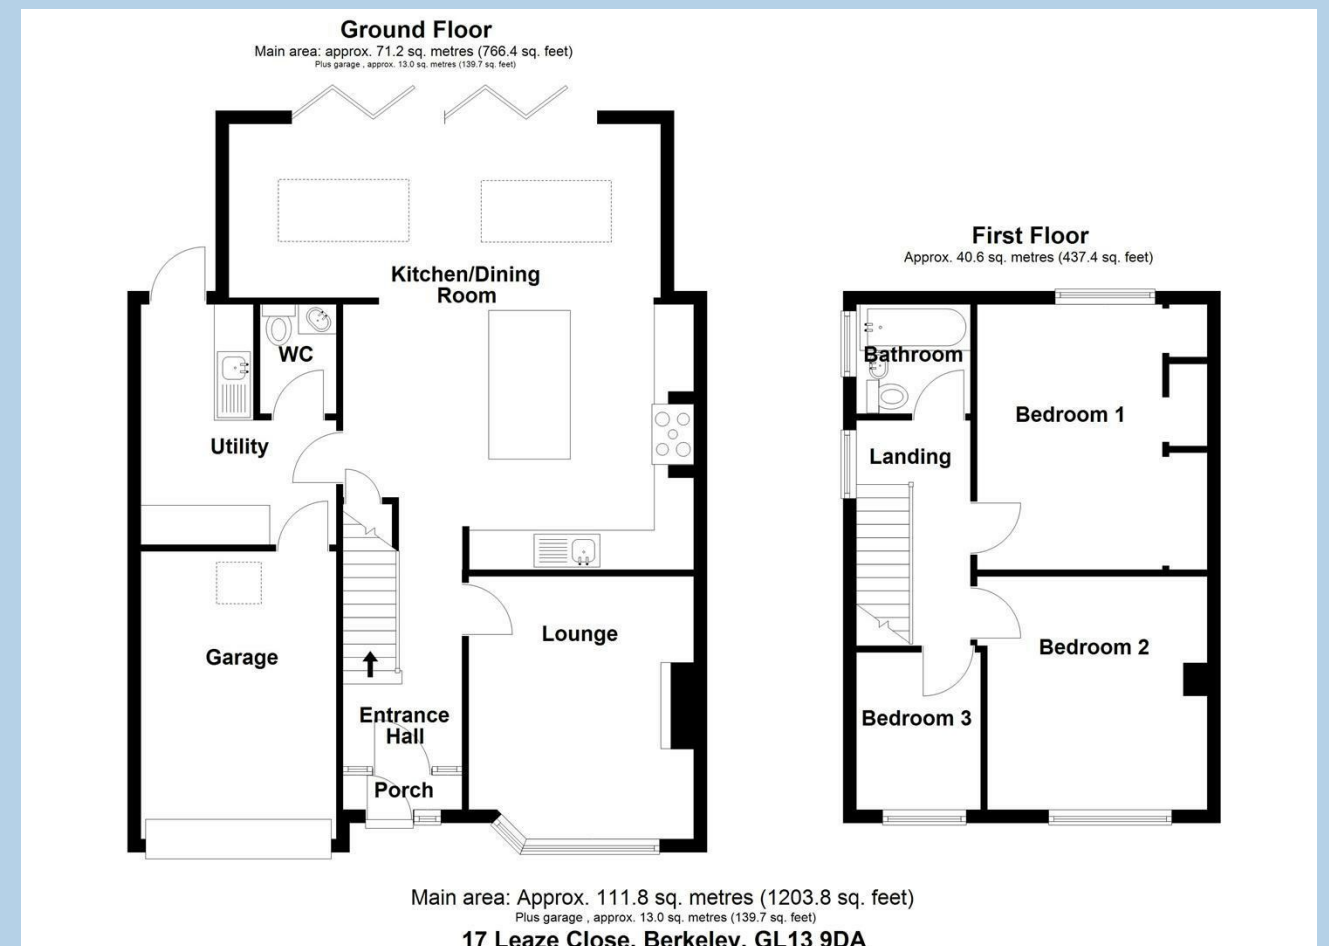 Ground Floor
Main area: approx. 71.2 sq. metres (766.4 sq. feet)
Plus garage , approx. 13.0 sq. metres (139.7 sq. feet)
Kitchen/Dining
Room
WC
Utility
Lounge
Garage
Entrance
Hall
Porch
First Floor
Approx. 40.6 sq. metres (437.4 sq. feet)
Bathroom
Bedroom 1
Landing
Bedroom 2
Bedroom 3
Main area: Approx. 111.8 sq. metres (1203.8 sq. feet)
Plus garage , approx. 13.0 sq. metres (139.7 sq. feet)
17 Leaze Close, Berkeley, GL13 9DA